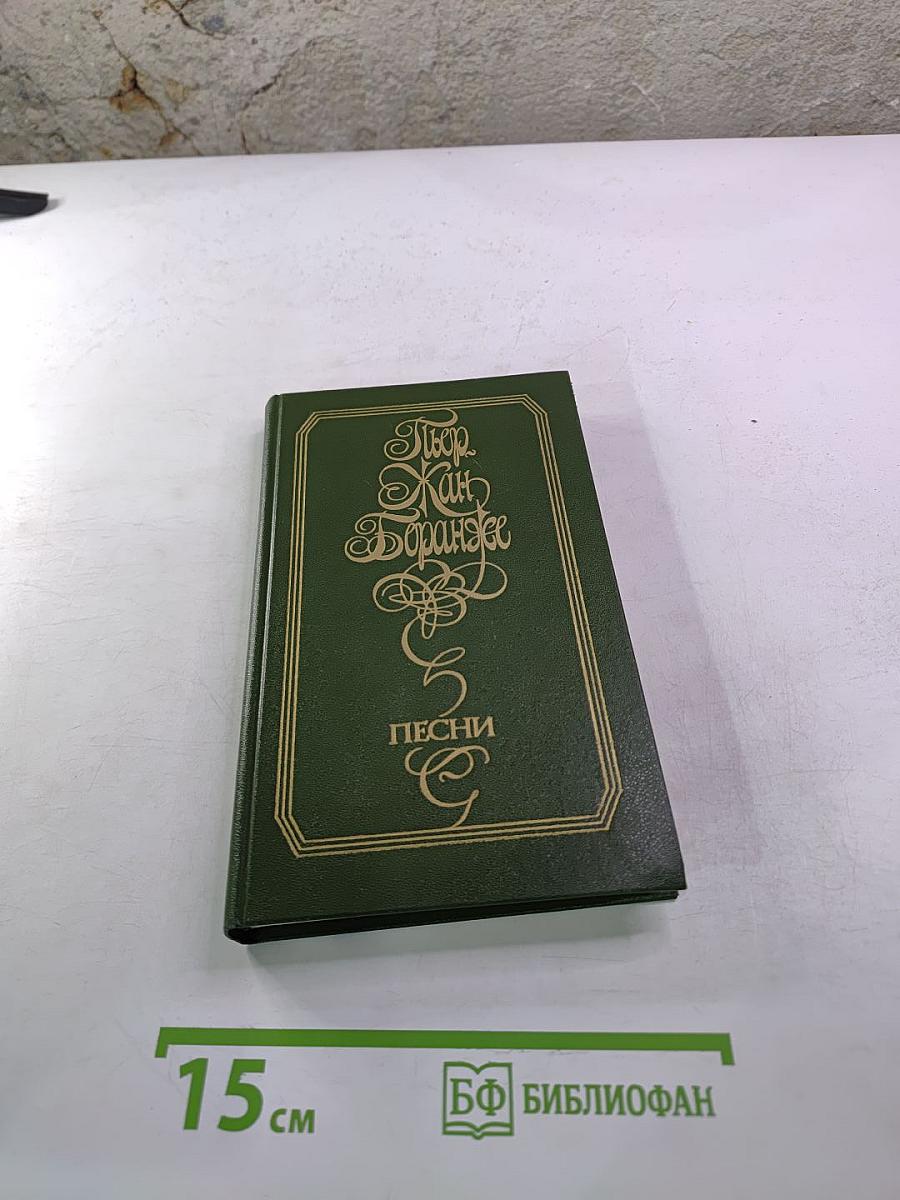 Пьер
Жан
Беранже
ПЕСНИ
15 см
БФ БИБЛИОФАН